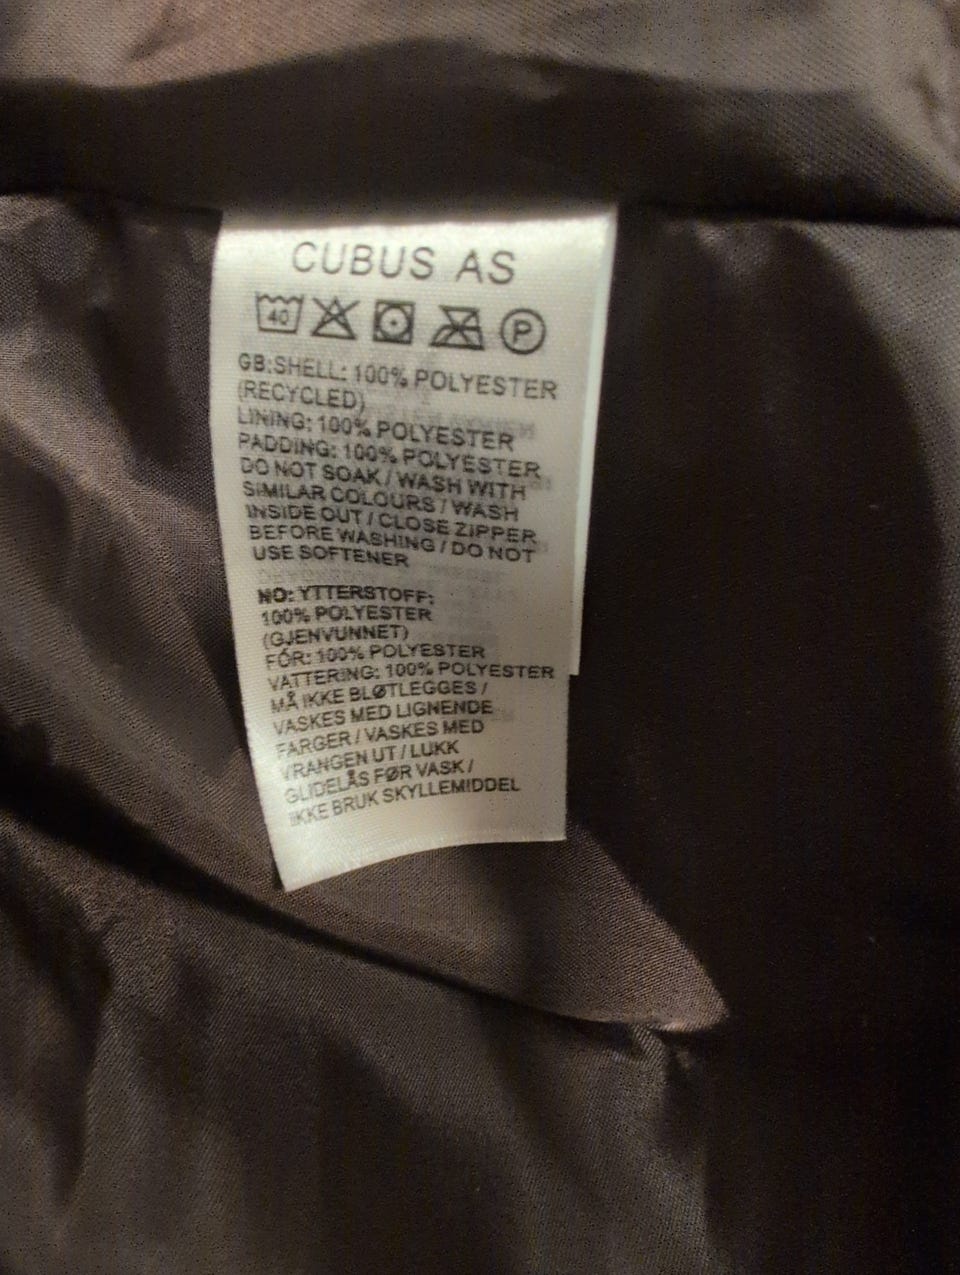 CUBUS AS
40 P
GB:SHELL: 100% POLYESTER
(RECYCLED)
LINING: 100% POLYESTER
PADDING: 100% POLYESTER
DO NOT SOAK / WASH WITH
SIMILAR COLOURS / WASH
INSIDE OUT / CLOSE ZIPPER
BEFORE WASHING / DO NOT
USE SOFTENER
NO: YTTERSTOFF:
100% POLYESTER
(GJENVUNNET)
FÓR: 100% POLYESTER
VATTERING: 100% POLYESTER
MÅ IKKE BLØTLEGGES /
VASKES MED LIGNENDE
FARGER / VASKES MED
VRANGEN UT / LUKK
GLIDELÅS FØR VASK /
IKKE BRUK SKYLLEMIDDEL